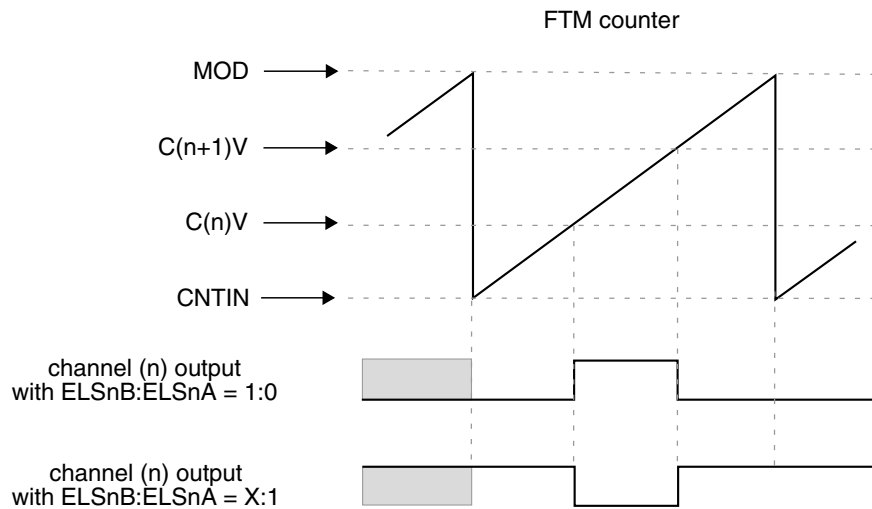 FTM counter
MOD
C(n+1)V
C(n)V
CNTIN
channel (n) output
with ELSnB:ELSnA = 1:0
channel (n) output
with ELSnB:ELSnA = X:1